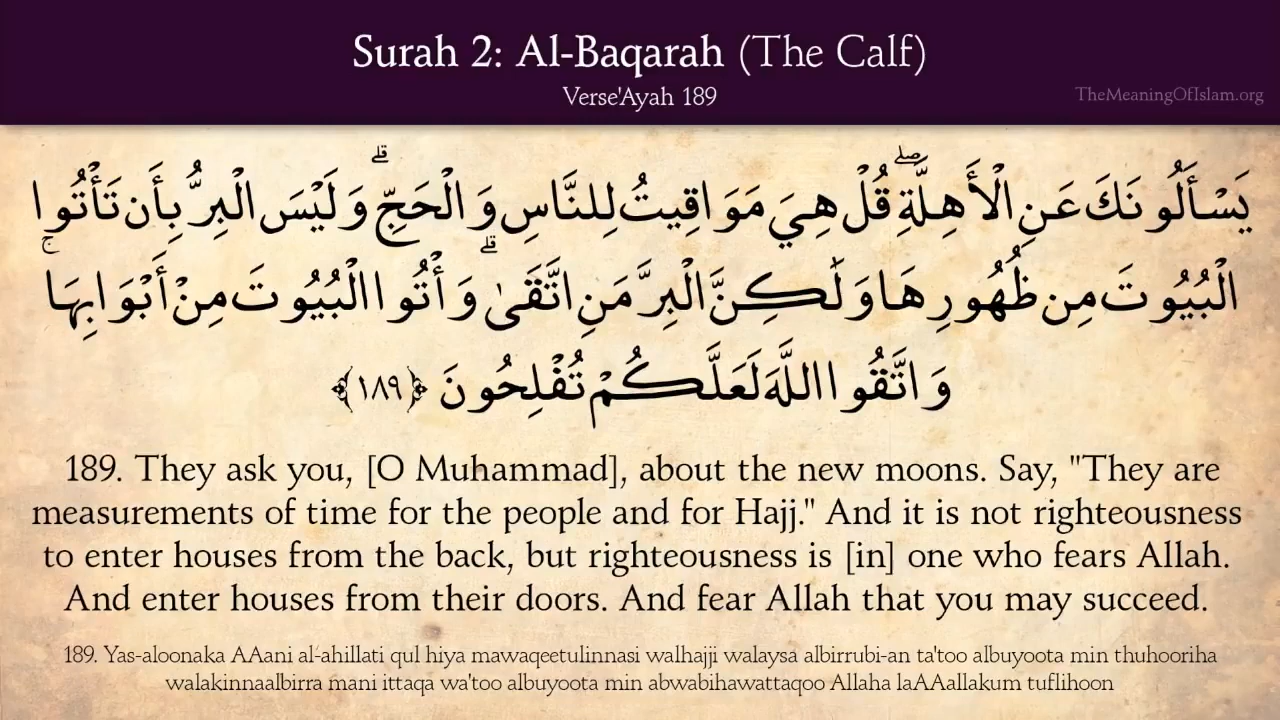 Surah 2: Al-Baqarah (The Calf)
Verse'Ayah 189
TheMeaningOfIslam.org
يَسْأَلُونَكَ عَنِ الْأَهِلَّةِ ۖ قُلْ هِيَ مَوَاقِيتُ لِلنَّاسِ وَالْحَجِّ ۗ وَلَيْسَ الْبِرُّ بِأَن تَأْتُوا
الْبُيُوتَ مِن ظُهُورِهَا وَلَٰكِنَّ الْبِرَّ مَنِ اتَّقَىٰ ۗ وَأْتُوا الْبُيُوتَ مِنْ أَبْوَابِهَا ۚ
وَاتَّقُوا اللَّهَ لَعَلَّكُمْ تُفْلِحُونَ ﴿١٨٩﴾
189. They ask you, [O Muhammad], about the new moons. Say, "They are
measurements of time for the people and for Hajj." And it is not righteousness
to enter houses from the back, but righteousness is [in] one who fears Allah.
And enter houses from their doors. And fear Allah that you may succeed.
189. Yas-aloonaka AAani al-ahillati qul hiya mawaqeetulinnasi walhajji walaysa albirrubi-an ta'too albuyoota min thuhooriha
walakinnaalbirra mani ittaqa wa'too albuyoota min abwabihawattaqoo Allaha laAAallakum tuflihoon